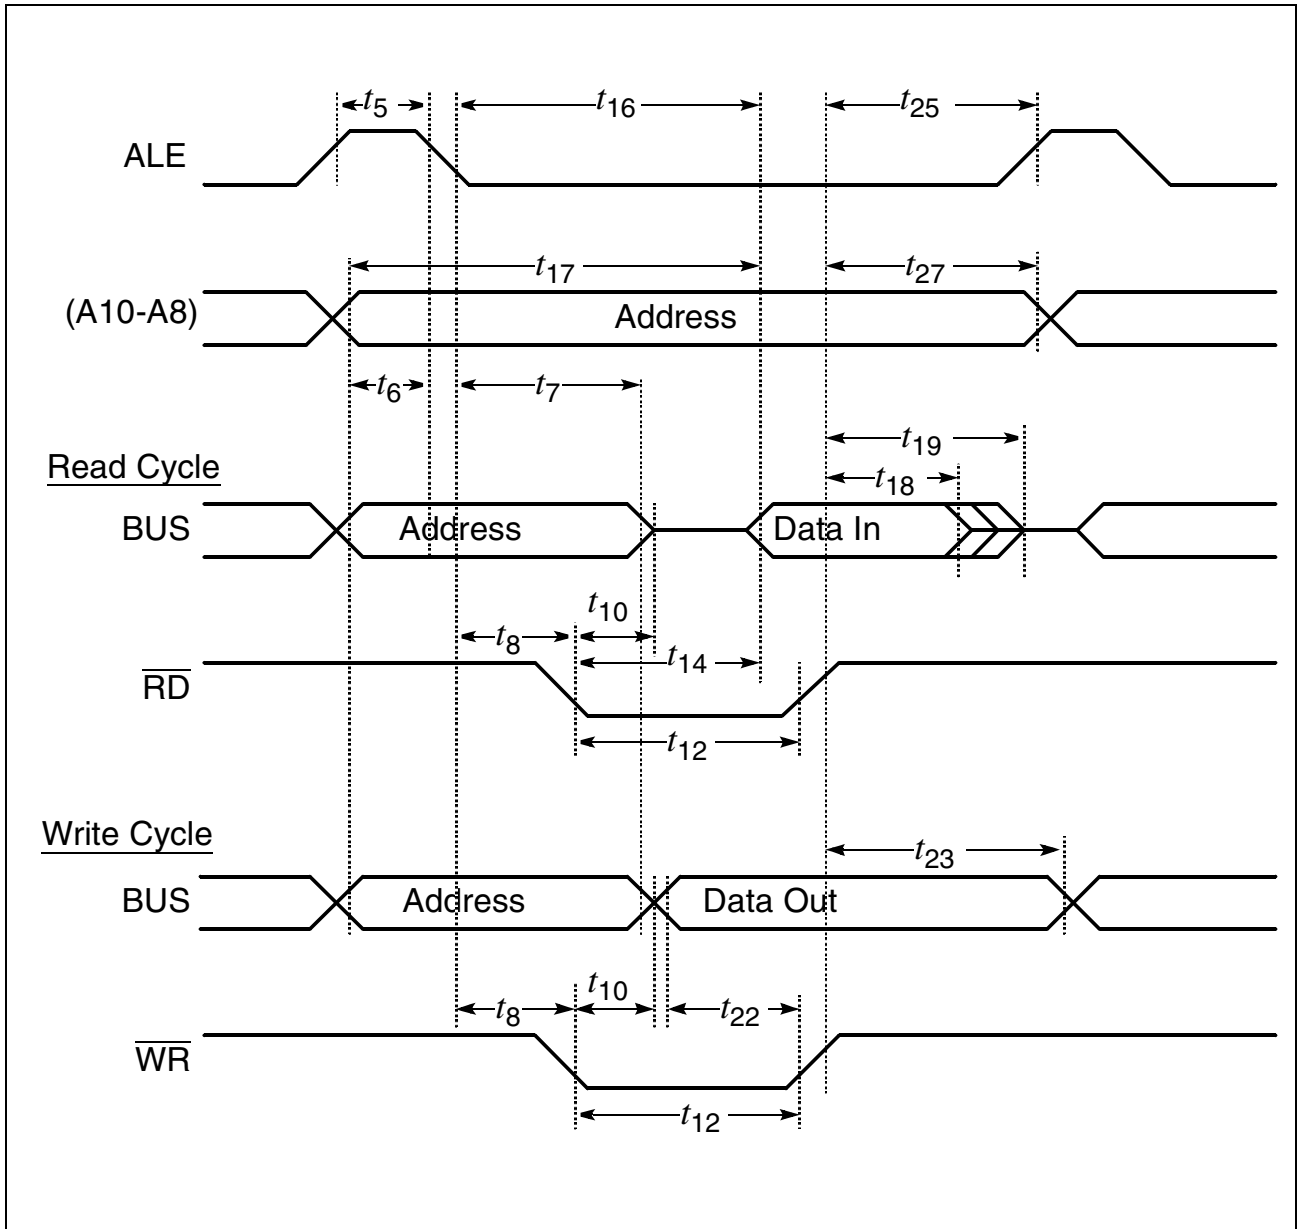 t5
t16
t25
ALE
t17
t27
(A10-A8)
Address
t6
t7
t19
Read Cycle
t18
BUS
Address
Data In
t10
t8
t14
RD
t12
Write Cycle
t23
BUS
Address
Data Out
t10
t8
t22
WR
t12